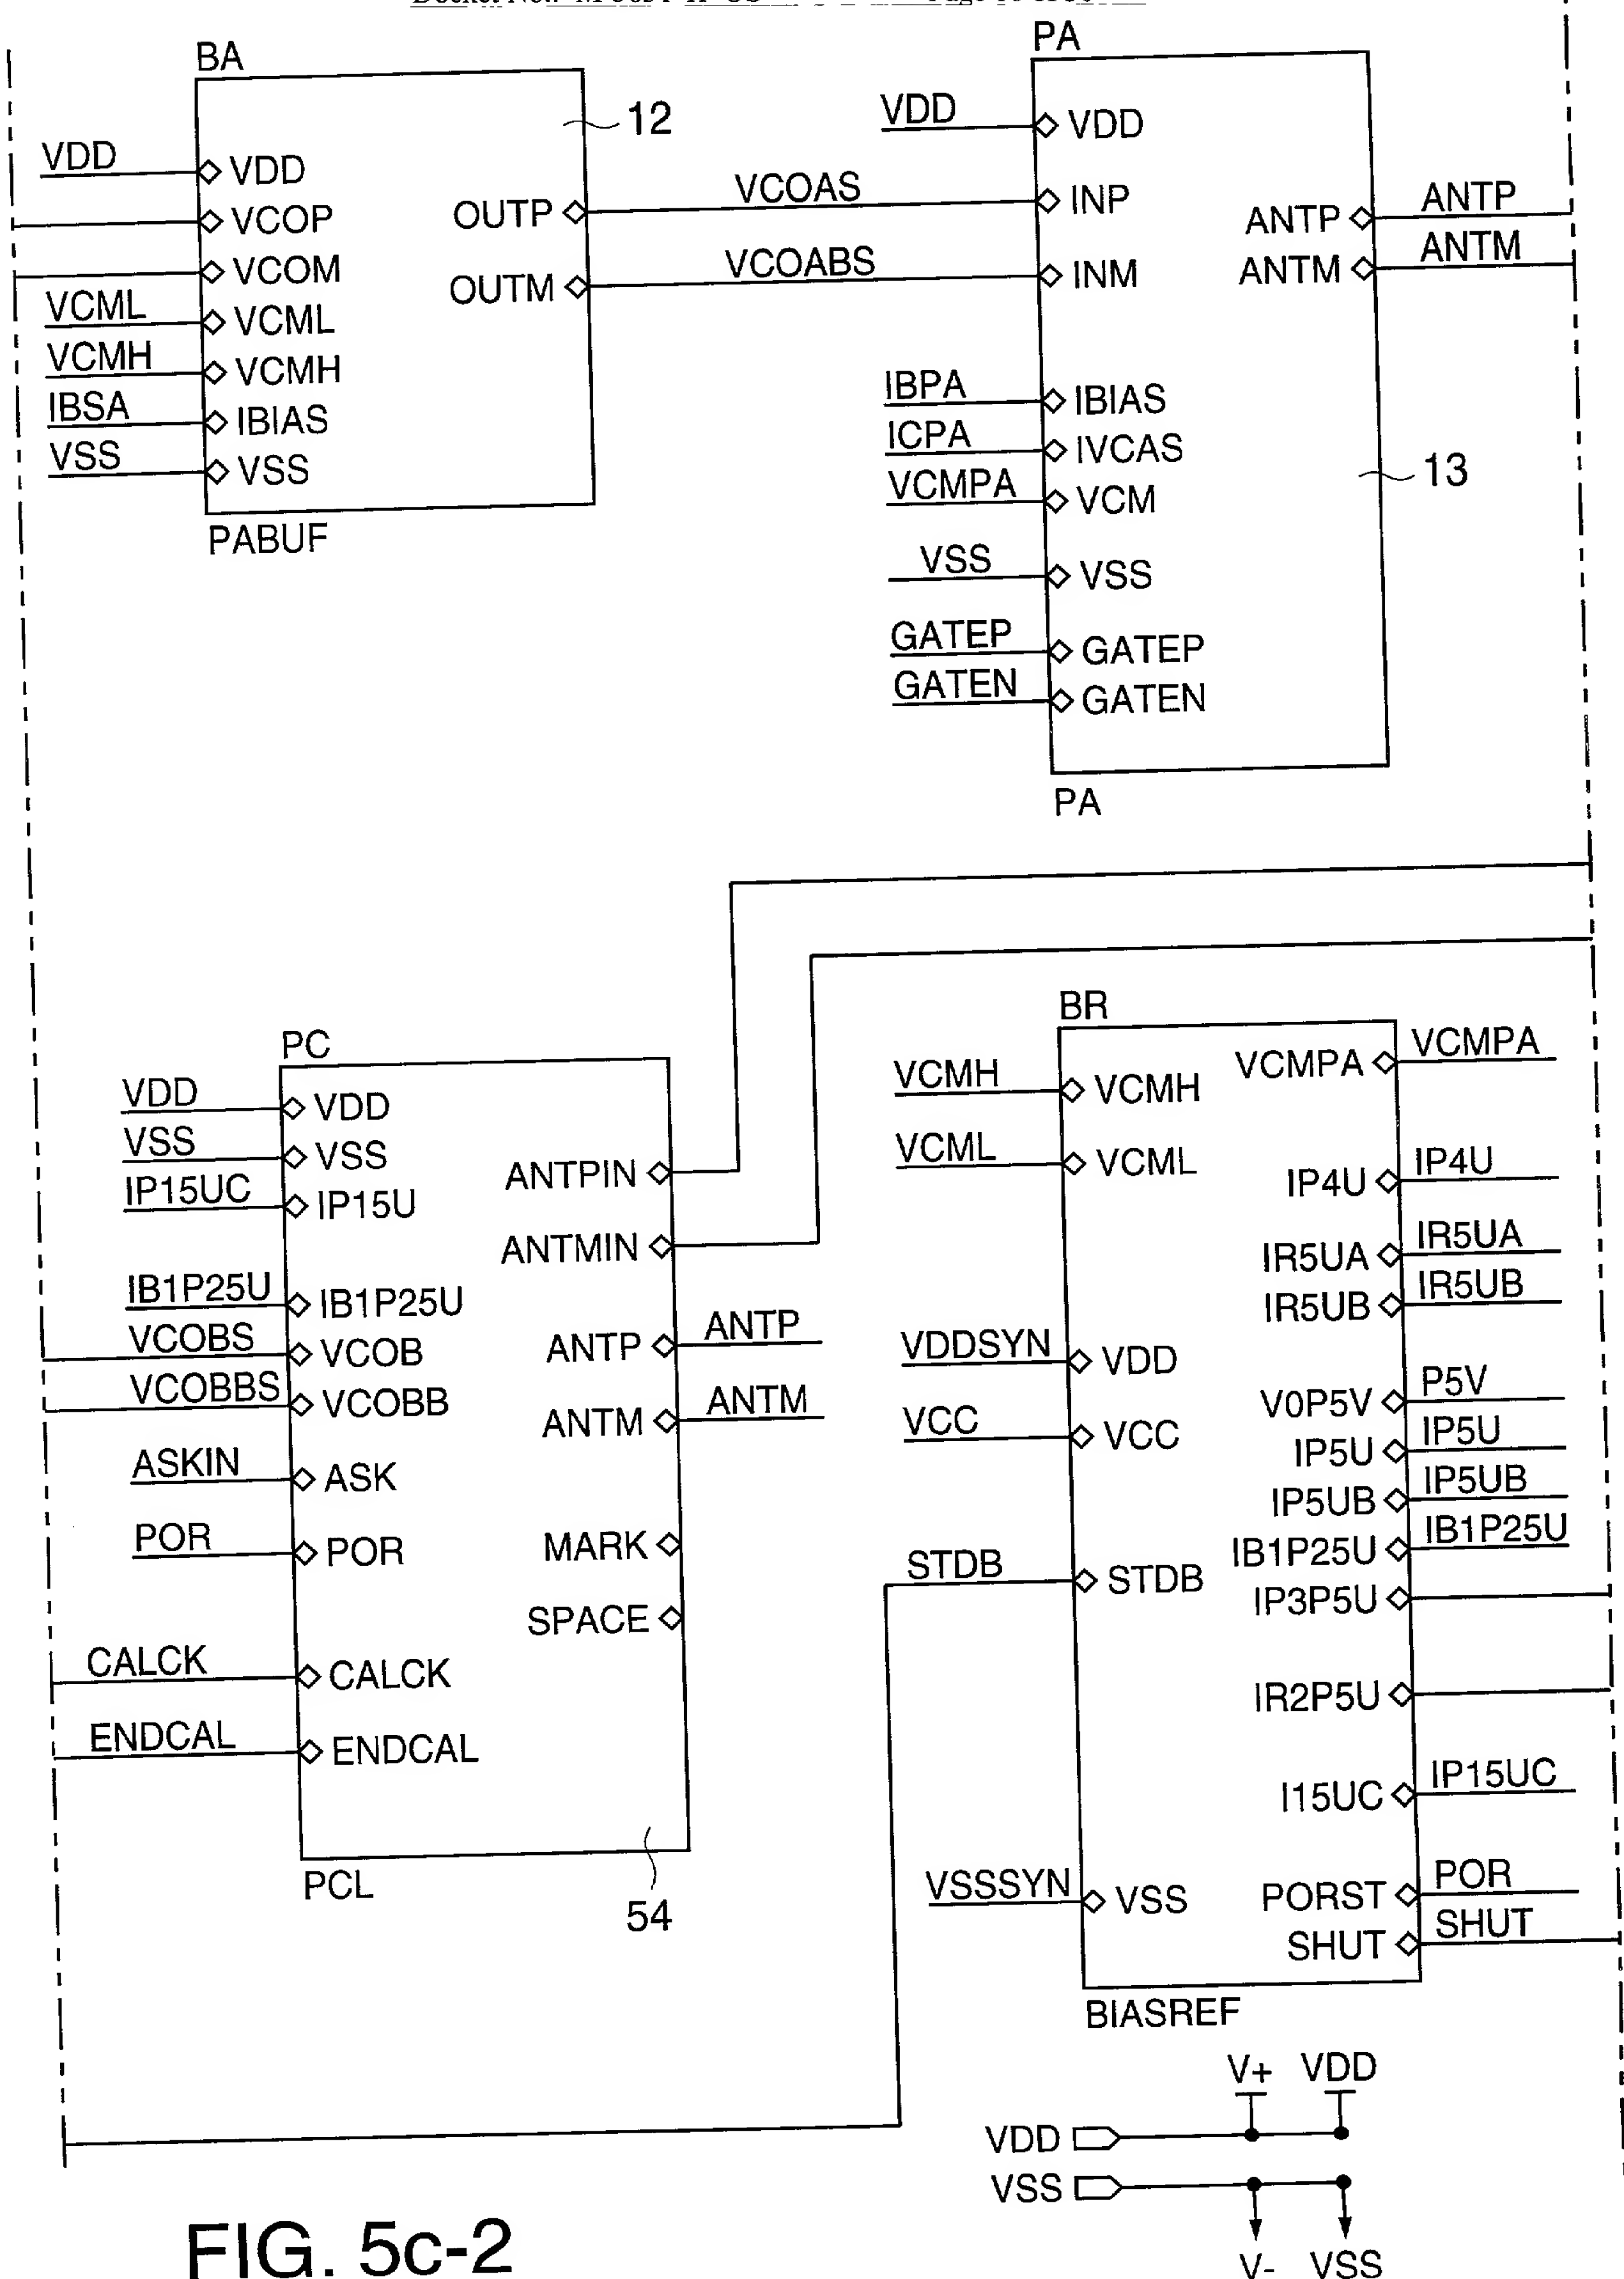 BA
12
VDD
VDD
VCOP
VCOM
VCML
VCML
VCMH
VCMH
IBSA
IBIAS
VSS
VSS
OUTP
OUTM
PABUF
VCOAS
VCOABS
PA
VDD
VDD
INP
INM
IBPA
IBIAS
ICPA
IVCAS
VCMPA
VCM
VSS
VSS
GATEP
GATEP
GATEN
GATEN
ANTP
ANTP
ANTM
ANTM
13
PA
PC
VDD
VDD
VSS
VSS
IP15UC
IP15U
IB1P25U
IB1P25U
VCOBS
VCOB
VCOBBS
VCOBB
ASKIN
ASK
POR
POR
CALCK
CALCK
ENDCAL
ENDCAL
ANTPIN
ANTMIN
ANTP
ANTP
ANTM
ANTM
MARK
SPACE
PCL
54
BR
VCMH
VCMH
VCML
VCML
VDDSYN
VDD
VCC
VCC
STDB
STDB
VSSSYN
VSS
VCMPA
VCMPA
IP4U
IP4U
IR5UA
IR5UA
IR5UB
IR5UB
V0P5V
P5V
IP5U
IP5U
IP5UB
IP5UB
IB1P25U
IB1P25U
IP3P5U
IR2P5U
I15UC
IP15UC
PORST
POR
SHUT
SHUT
BIASREF
V+ VDD
VDD
VSS
V- VSS
FIG. 5c-2